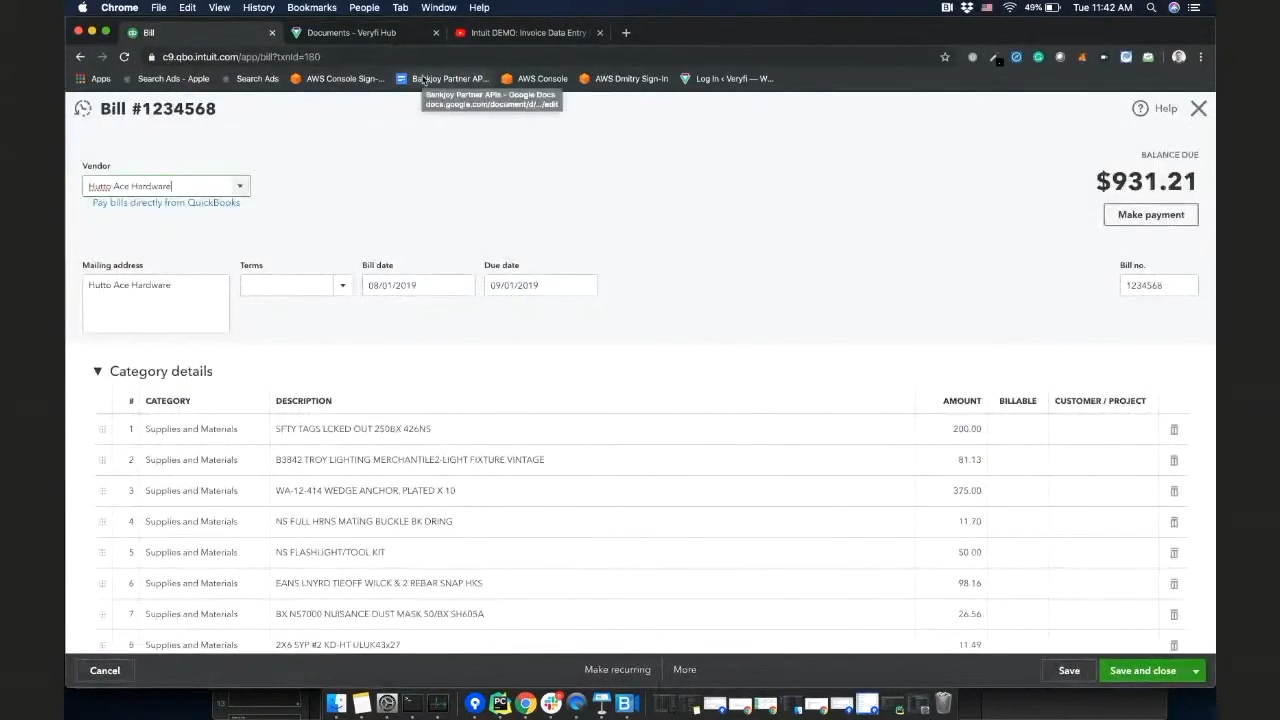 Chrome File Edit View History Bookmarks People Tab Window Help 49% Tue 11:42 AM
Bill Documents - Veryfi Hub Intuit DEMO: Invoice Data Entry
c9.qbo.intuit.com/app/bill?txnId=180
Apps Search Ads - Apple Search Ads AWS Console Sign-... Bankjoy Partner AP... AWS Console AWS Dmitry Sign-In Log In ‹ Veryfi — W...
Bankjoy Partner APIs - Google Docs
docs.google.com/document/d/.../edit
Bill #1234568
Help
Vendor
BALANCE DUE
Hutto Ace Hardware
$931.21
Pay bills directly from QuickBooks
Make payment
Mailing address Terms Bill date Due date Bill no.
Hutto Ace Hardware 08/01/2019 09/01/2019 1234568
Category details
# CATEGORY DESCRIPTION AMOUNT BILLABLE CUSTOMER / PROJECT
1 Supplies and Materials SFTY TAGS LCKED OUT 250BX 426NS 200.00
2 Supplies and Materials B3842 TROY LIGHTING MERCHANTILE2-LIGHT FIXTURE.VINTAGE 81.13
3 Supplies and Materials WA-12-414 WEDGE ANCHOR. PLATED X 10 375.00
4 Supplies and Materials NS FULL HRNS MATING BUCKLE BK DRING 11.70
5 Supplies and Materials NS FLASHLIGHT/TOOL KIT 50.00
6 Supplies and Materials EANS LNYRD TIEOFF WILCK & 2 REBAR SNAP HKS 98.16
7 Supplies and Materials BX NS7000 NUISANCE DUST MASK 50/BX SH605A 26.56
8 Supplies and Materials 2X6 SYP #2 KD-HT ULUK43x27 11.49
Cancel Make recurring More Save Save and close